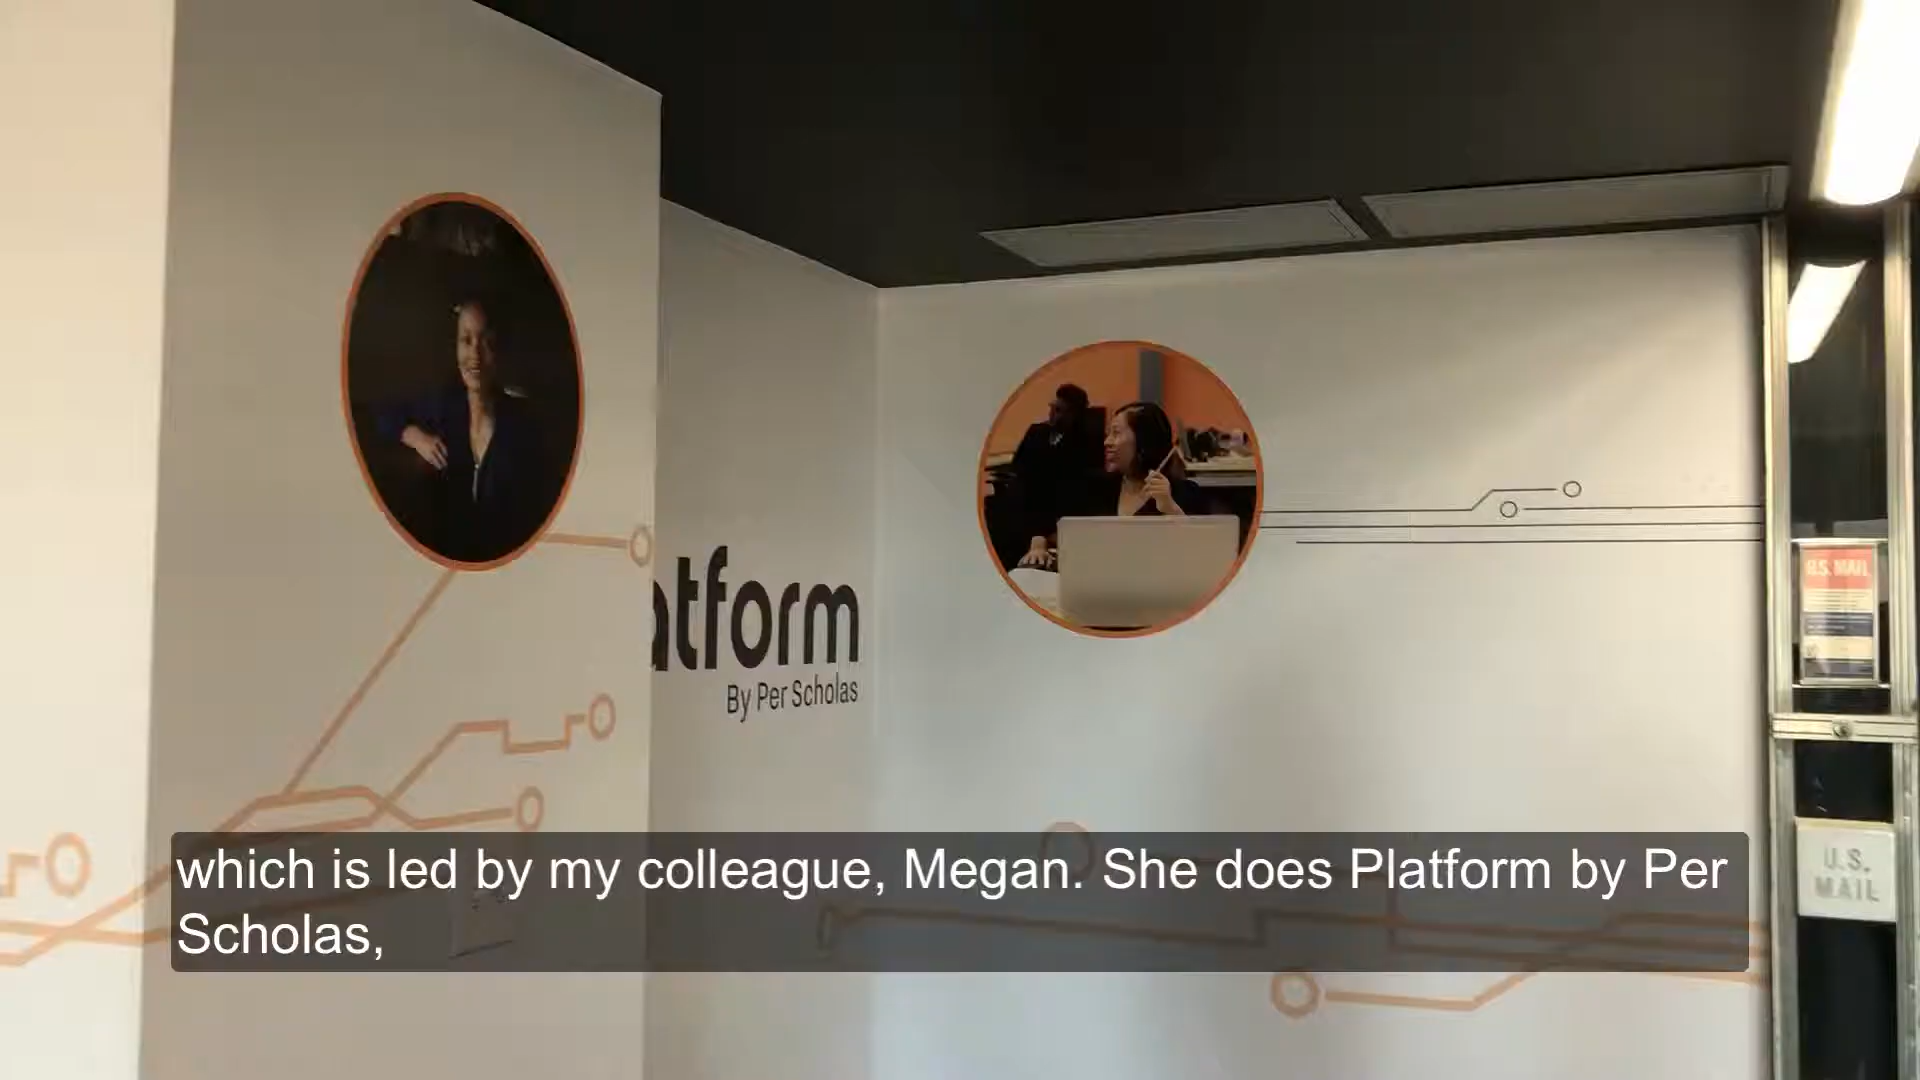 atform
By Per Scholas
U.S. MAIL
U.S.
MAIL
which is led by my colleague, Megan. She does Platform by Per
Scholas,